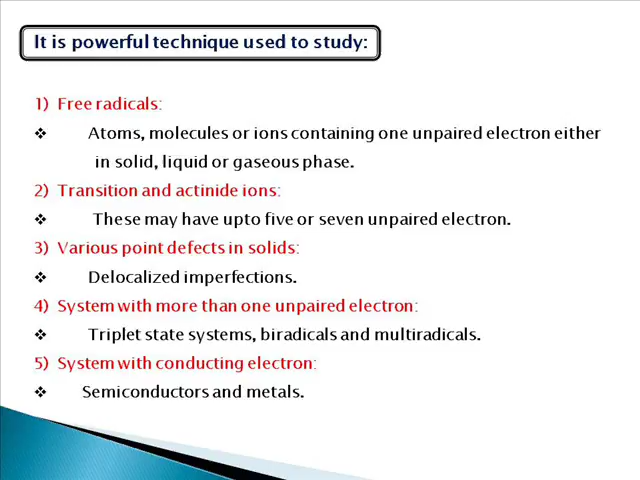 It is powerful technique used to study:
1) Free radicals:
❖ Atoms, molecules or ions containing one unpaired electron either
in solid, liquid or gaseous phase.
2) Transition and actinide ions:
❖ These may have upto five or seven unpaired electron.
3) Various point defects in solids:
❖ Delocalized imperfections.
4) System with more than one unpaired electron:
❖ Triplet state systems, biradicals and multiradicals.
5) System with conducting electron:
❖ Semiconductors and metals.